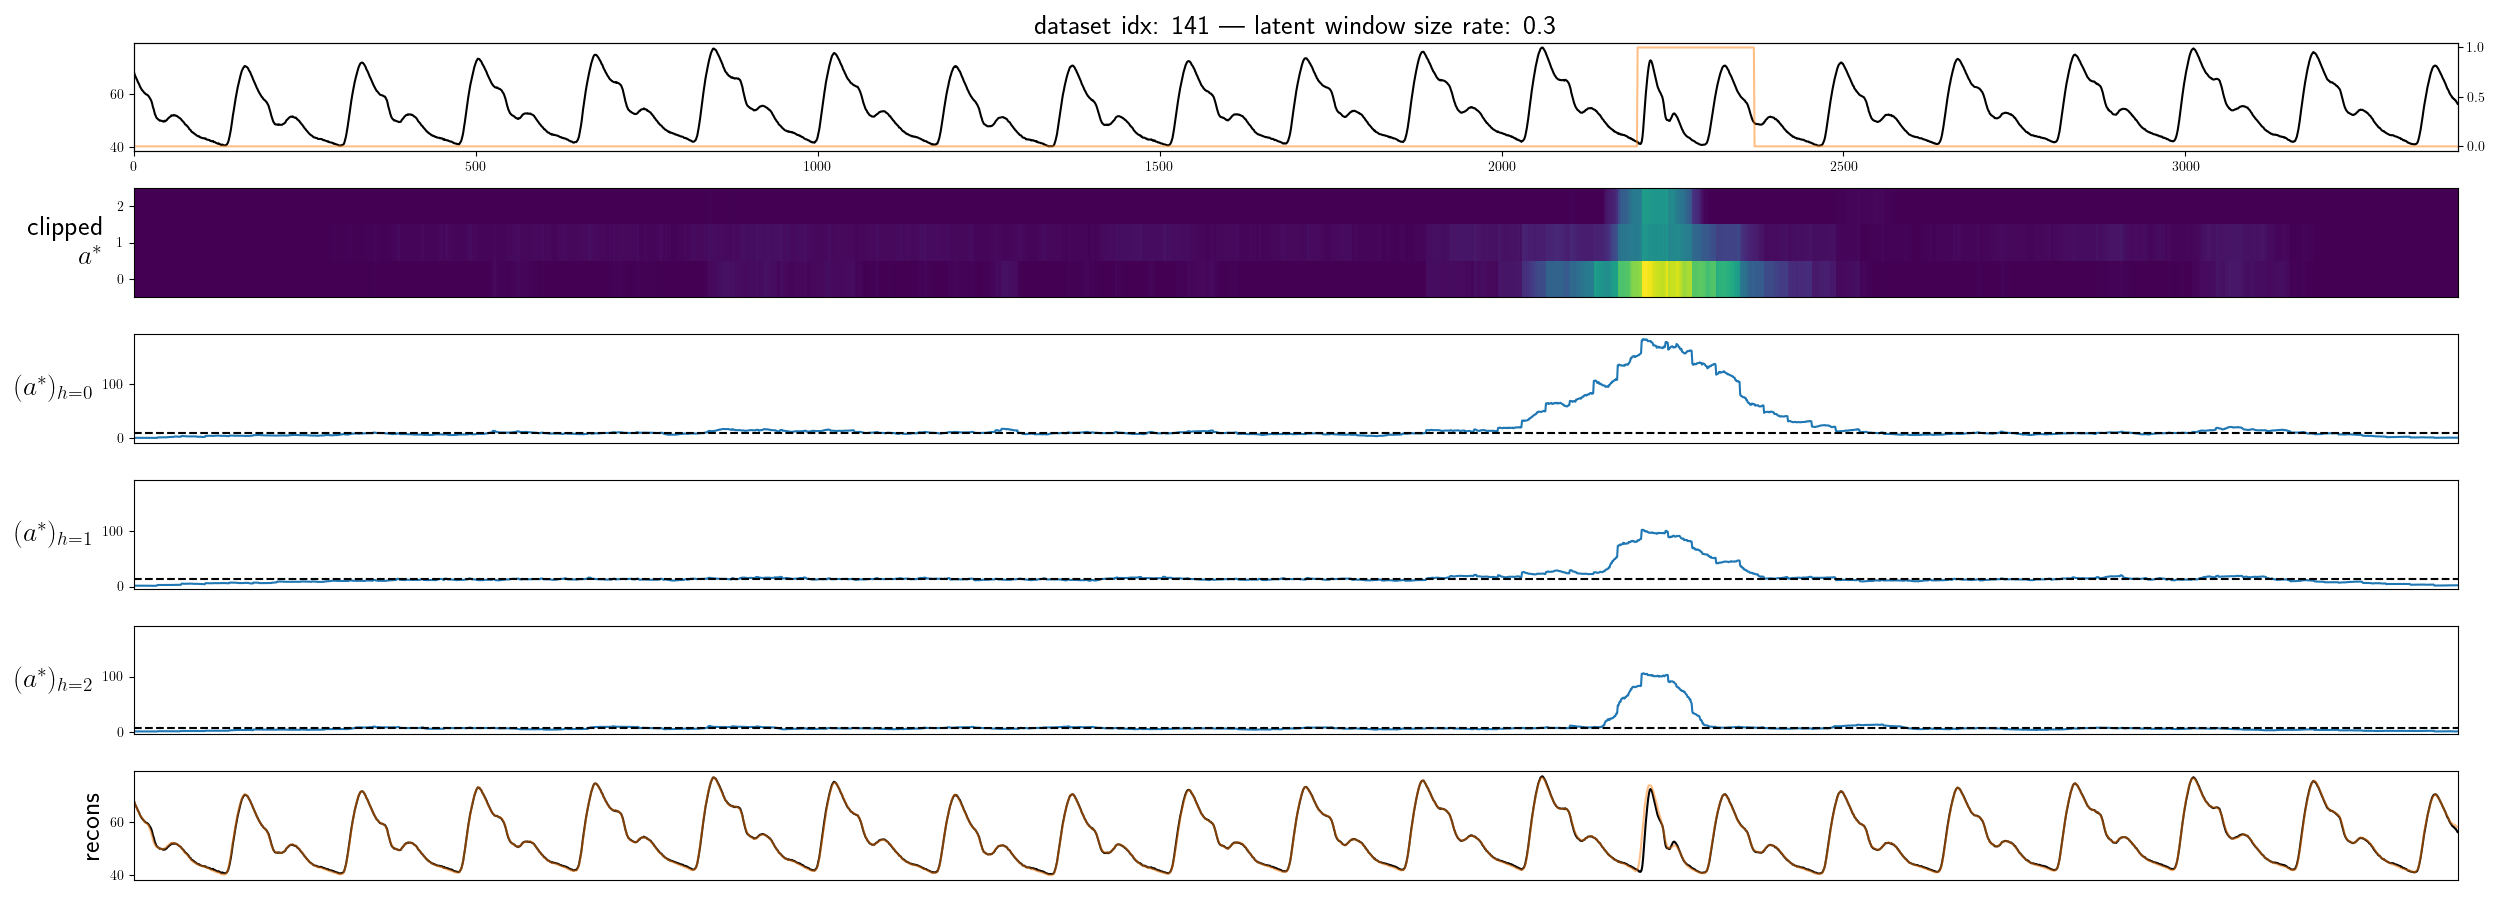 dataset idx: 141 — latent window size rate: 0.3
60
40
1.0
0.5
0.0
0 500 1000 1500 2000 2500 3000
clipped
a*
2
1
0
(a*)h=0
100
0
(a*)h=1
100
0
(a*)h=2
100
0
recons
60
40